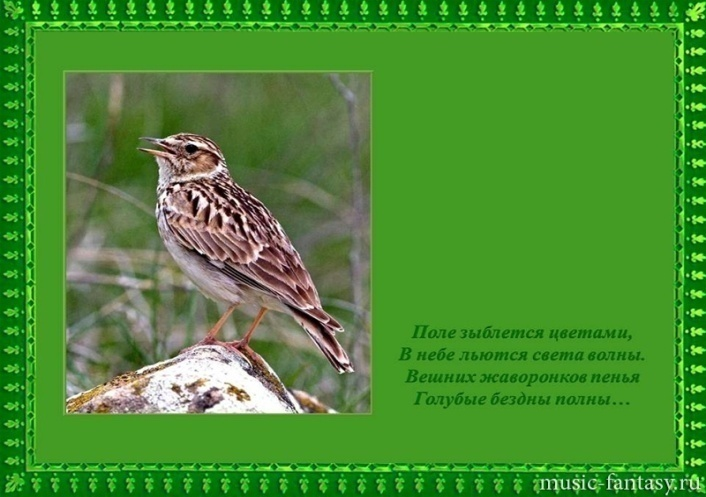 Поле зыблется цветами,
В небе льются света волны.
Вешних жаворонков пенья
Голубые бездны полны...
music-fantasy.ru